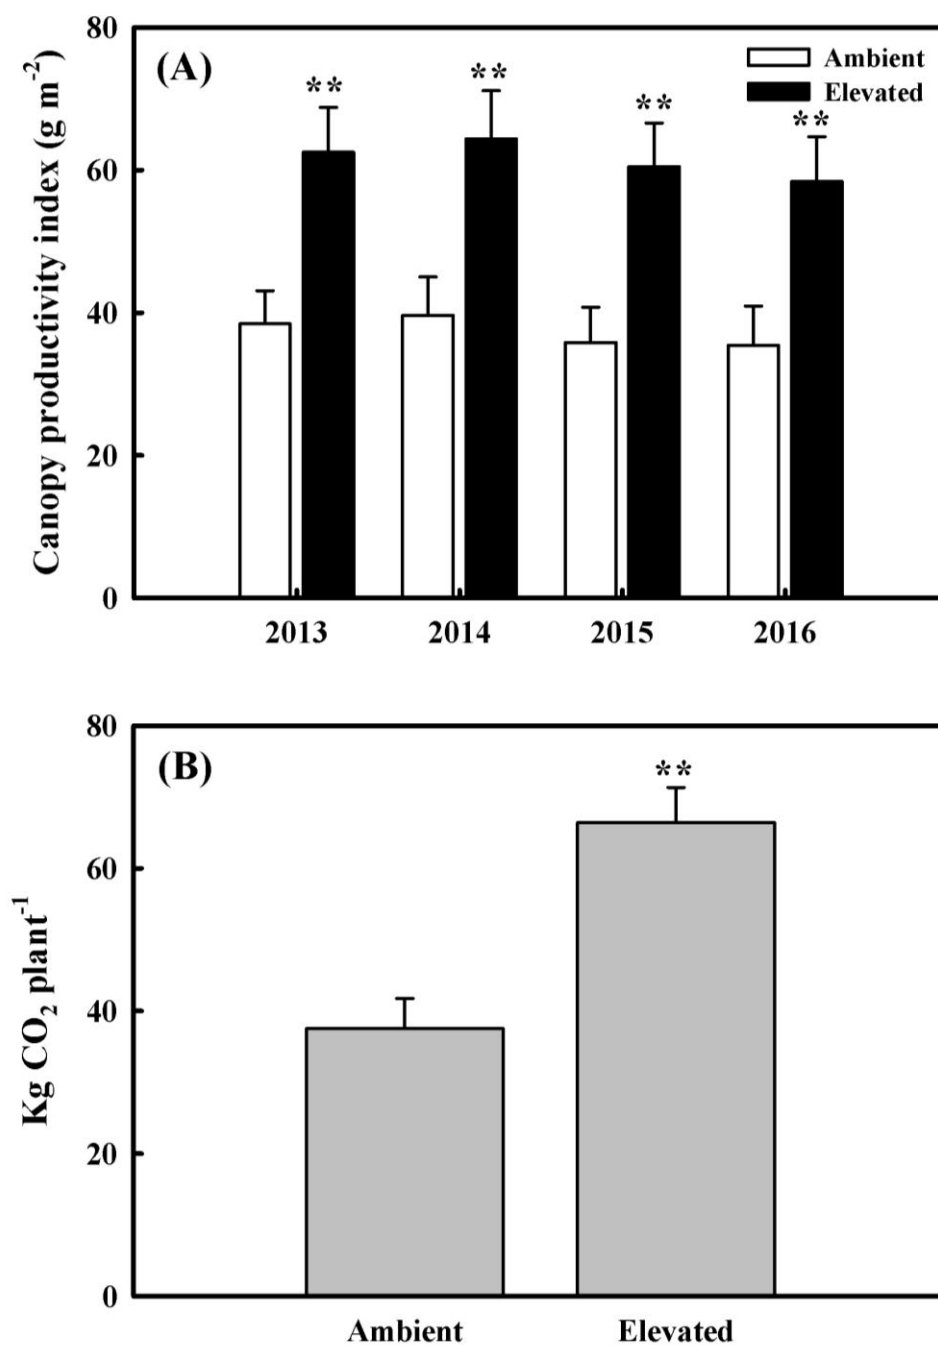 (A)
Ambient
Elevated
Canopy productivity index (g m⁻²)
80
60
40
20
0
**
**
**
**
2013 2014 2015 2016
(B)
Kg CO₂ plant⁻¹
80
60
40
20
0
**
Ambient Elevated